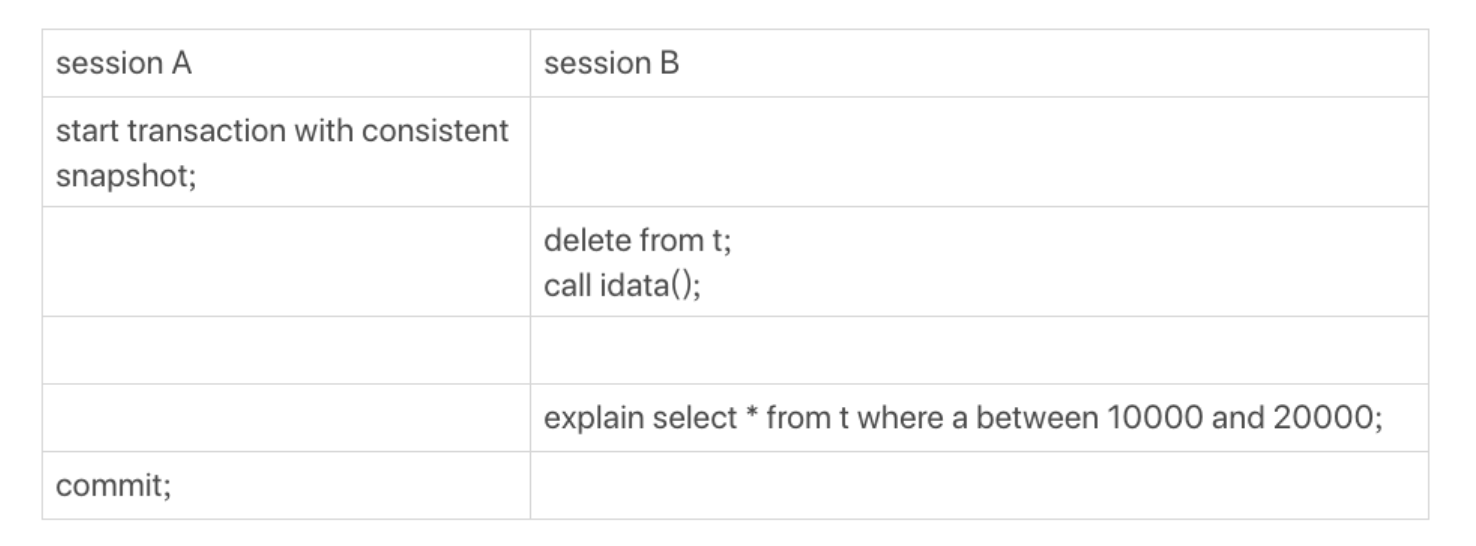 session A
session B
start transaction with consistent
snapshot;
delete from t;
call idata();
explain select * from t where a between 10000 and 20000;
commit;